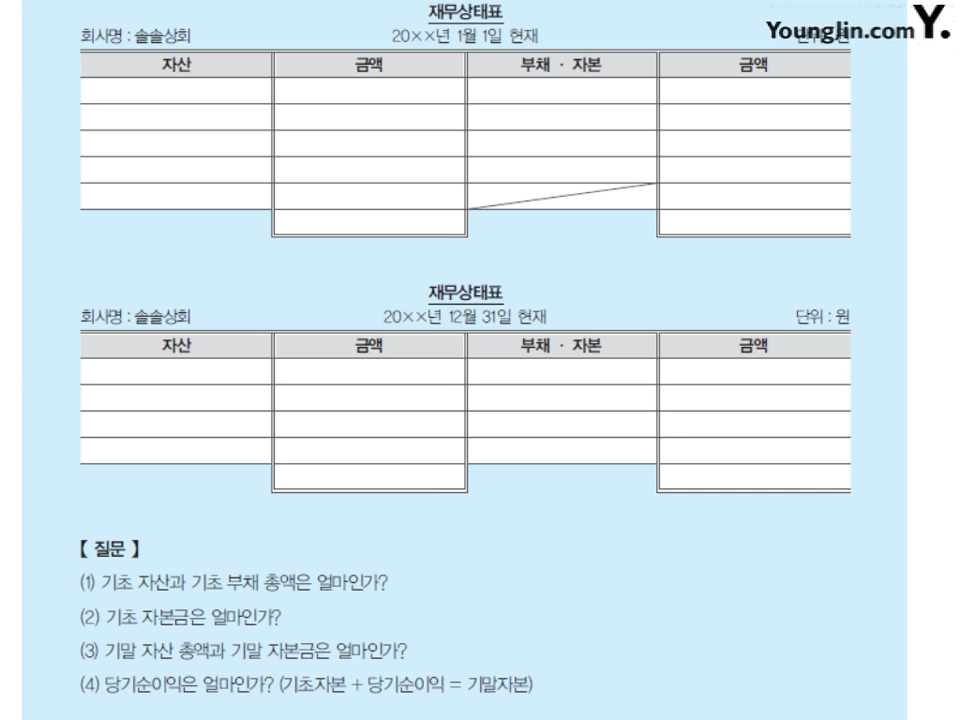 재무상태표
Youngjin.com Y.
회사명 : 솔솔상회 20××년 1월 1일 현재 단위 : 원
자산 금액 부채 · 자본 금액
재무상태표
회사명 : 솔솔상회 20××년 12월 31일 현재 단위 : 원
자산 금액 부채 · 자본 금액
【 질문 】
(1) 기초 자산과 기초 부채 총액은 얼마인가?
(2) 기초 자본금은 얼마인가?
(3) 기말 자산 총액과 기말 자본금은 얼마인가?
(4) 당기순이익은 얼마인가? (기초자본 + 당기순이익 = 기말자본)